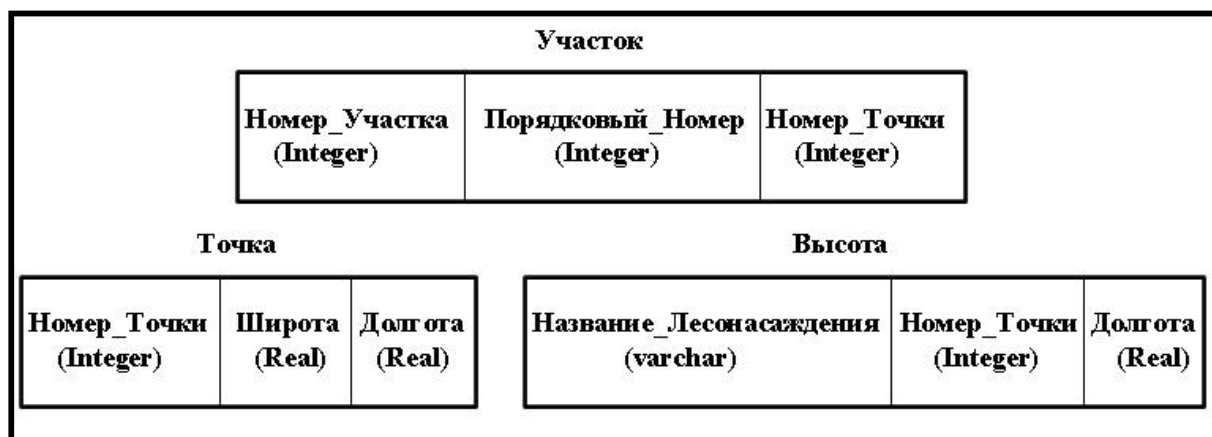 Участок
Номер_Участка Порядковый_Номер Номер_Точки
(Integer) (Integer) (Integer)
Точка Высота
Номер_Точки Широта Долгота Название_Лесонасаждения Номер_Точки Долгота
(Integer) (Real) (Real) (varchar) (Integer) (Real)